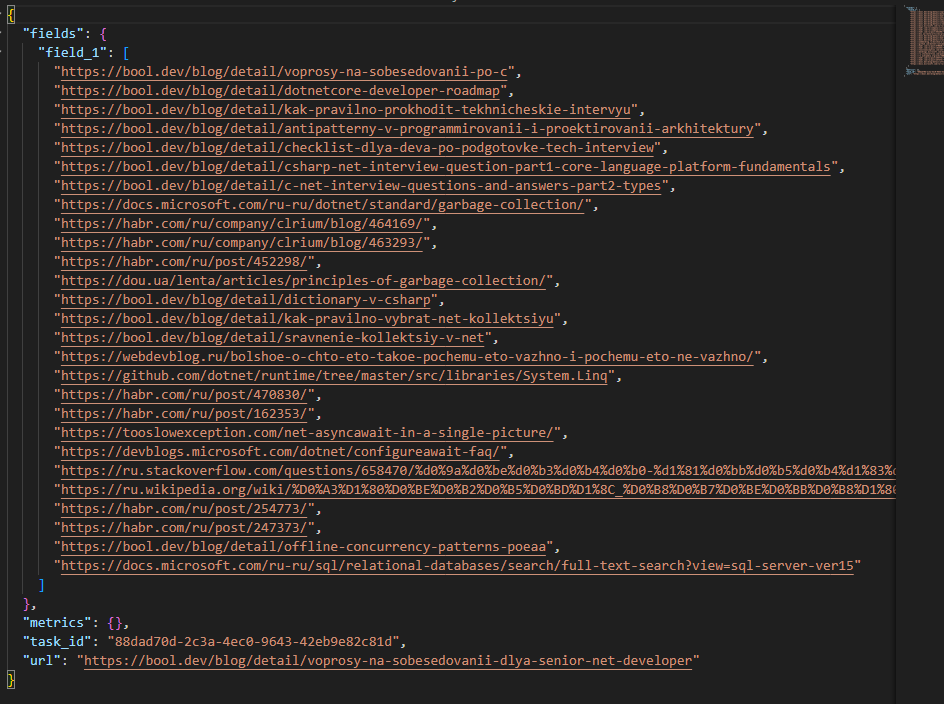 {
"fields": {
"field_1": [
"https://bool.dev/blog/detail/voprosy-na-sobesedovanii-po-c",
"https://bool.dev/blog/detail/dotnetcore-developer-roadmap",
"https://bool.dev/blog/detail/kak-pravilno-prokhodit-tekhnicheskie-intervyu",
"https://bool.dev/blog/detail/antipatterny-v-programmirovanii-i-proektirovanii-arkhitektury",
"https://bool.dev/blog/detail/checklist-dlya-deva-po-podgotovke-tech-interview",
"https://bool.dev/blog/detail/csharp-net-interview-question-part1-core-language-platform-fundamentals",
"https://bool.dev/blog/detail/c-net-interview-questions-and-answers-part2-types",
"https://docs.microsoft.com/ru-ru/dotnet/standard/garbage-collection/",
"https://habr.com/ru/company/clrium/blog/464169/",
"https://habr.com/ru/company/clrium/blog/463293/",
"https://habr.com/ru/post/452298/",
"https://dou.ua/lenta/articles/principles-of-garbage-collection/",
"https://bool.dev/blog/detail/dictionary-v-csharp",
"https://bool.dev/blog/detail/kak-pravilno-vybrat-net-kollektsiyu",
"https://bool.dev/blog/detail/sravnenie-kollektsiy-v-net",
"https://webdevblog.ru/bolshoe-o-chto-eto-takoe-pochemu-eto-vazhno-i-pochemu-eto-ne-vazhno/",
"https://github.com/dotnet/runtime/tree/master/src/libraries/System.Linq",
"https://habr.com/ru/post/470830/",
"https://habr.com/ru/post/162353/",
"https://tooslowexception.com/net-asyncawait-in-a-single-picture/",
"https://devblogs.microsoft.com/dotnet/configureawait-faq/",
"https://ru.stackoverflow.com/questions/658470/%d0%9a%d0%be%d0%b3%d0%b4%d0%b0-%d1%81%d0%bb%d0%b5%d0%b4%d1%83%
"https://ru.wikipedia.org/wiki/%D0%A3%D1%80%D0%BE%D0%B2%D0%B5%D0%BD%D1%8C_%D0%B8%D0%B7%D0%BE%D0%BB%D0%B8%D1%8
"https://habr.com/ru/post/254773/",
"https://habr.com/ru/post/247373/",
"https://bool.dev/blog/detail/offline-concurrency-patterns-poeaa",
"https://docs.microsoft.com/ru-ru/sql/relational-databases/search/full-text-search?view=sql-server-ver15"
]
},
"metrics": {},
"task_id": "88dad70d-2c3a-4ec0-9643-42eb9e82c81d",
"url": "https://bool.dev/blog/detail/voprosy-na-sobesedovanii-dlya-senior-net-developer"
}